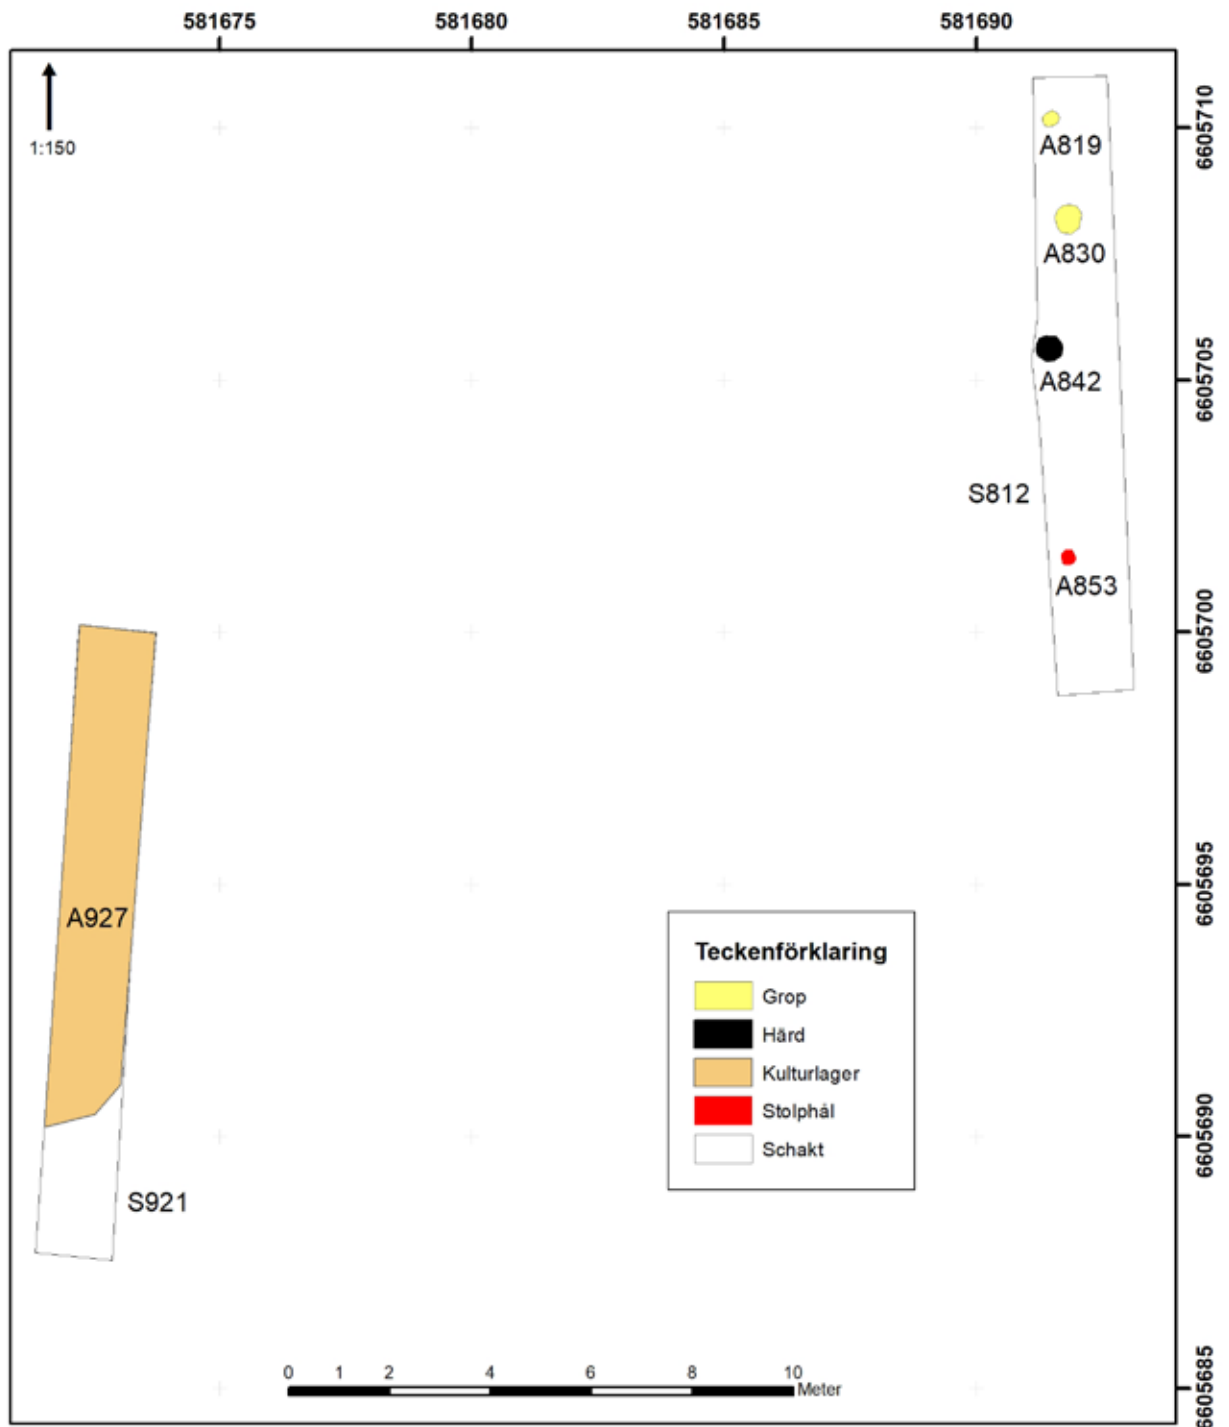 581675 581680 581685 581690
1:150
6605710
A819
A830
6605705
A842
S812
A853
6605700
6605695
A927
Teckenförklaring
Grop
Härd
Kulturlager
Stolphål
Schakt
6605690
S921
0 1 2 4 6 8 10
Meter
6605685